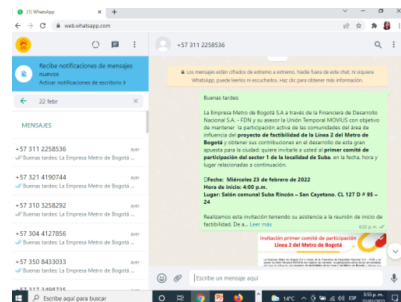 (1) WhatsApp
web.whatsapp.com
+57 311 2258536
Recibe notificaciones de mensajes nuevos
Activar notificaciones de escritorio
22 febr
MENSAJES
+57 311 2258536
ayer
Buenas tardes: La Empresa Metro de Bogotá ...
+57 321 4190744
ayer
Buenas tardes: La Empresa Metro de Bogotá ...
+57 310 3258292
ayer
Buenas tardes: La Empresa Metro de Bogotá ...
+57 304 4127856
ayer
Buenas tardes: La Empresa Metro de Bogotá ...
+57 350 8433033
ayer
Buenas tardes: La Empresa Metro de Bogotá ...
Los mensajes están cifrados de extremo a extremo. Nadie fuera de este chat, ni siquiera
WhatsApp, puede leerlos ni escucharlos. Haz clic para obtener más información.
Buenas tardes:
La Empresa Metro de Bogotá S.A a través de la Financiera de Desarrollo
Nacional S.A. - FDN y su asesor la Unión Temporal MOVIUS con objetivo
de mantener la participación activa de las comunidades del área de
influencia del proyecto de factibilidad de la Línea 2 del Metro de
Bogotá y obtener sus contribuciones en el desarrollo de esta gran
apuesta para la ciudad; quiere invitarle a usted al primer comité de
participación del sector 1 de la localidad de Suba, en la fecha, hora y
lugar relacionadas a continuación.
Fecha: Miércoles 23 de febrero de 2022
Hora de inicio: 4:00 p.m.
Lugar: Salón comunal Suba Rincón – San Cayetano. CL 127 D # 95 –
24
Realizamos esta invitación teniendo su asistencia a la reunión de inicio de
factibilidad. De a... Leer más
Invitación primer comité de participación
Línea 2 del Metro de Bogotá
Escribe un mensaje aquí
Escribe aquí para buscar
14°C
ESP